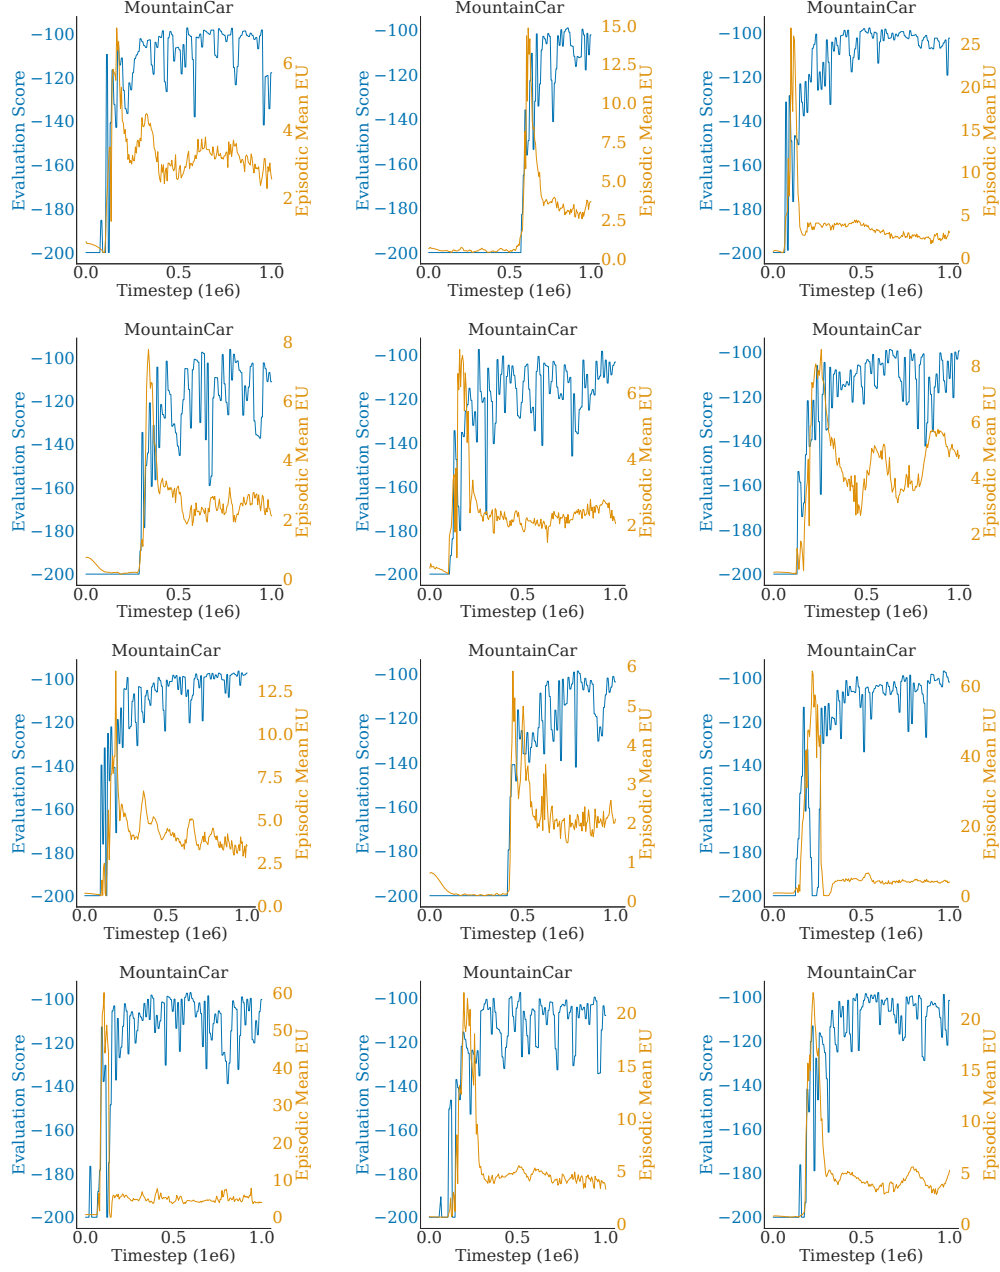 MountainCar
Evaluation Score
−100
−120
−140
−160
−180
−200
6
4
2
Episodic Mean EU
0.0 0.5 1.0
Timestep (1e6)
MountainCar
Evaluation Score
−100
−120
−140
−160
−180
−200
15.0
12.5
10.0
7.5
5.0
2.5
0.0
Episodic Mean EU
0.0 0.5 1.0
Timestep (1e6)
MountainCar
Evaluation Score
−100
−120
−140
−160
−180
−200
25
20
15
10
5
0
Episodic Mean EU
0.0 0.5 1.0
Timestep (1e6)
MountainCar
Evaluation Score
−100
−120
−140
−160
−180
−200
8
6
4
2
0
Episodic Mean EU
0.0 0.5 1.0
Timestep (1e6)
MountainCar
Evaluation Score
−100
−120
−140
−160
−180
−200
6
4
2
Episodic Mean EU
0.0 0.5 1.0
Timestep (1e6)
MountainCar
Evaluation Score
−100
−120
−140
−160
−180
−200
8
6
4
2
Episodic Mean EU
0.0 0.5 1.0
Timestep (1e6)
MountainCar
Evaluation Score
−100
−120
−140
−160
−180
−200
12.5
10.0
7.5
5.0
2.5
0.0
Episodic Mean EU
0.0 0.5 1.0
Timestep (1e6)
MountainCar
Evaluation Score
−100
−120
−140
−160
−180
−200
6
5
4
3
2
1
0
Episodic Mean EU
0.0 0.5 1.0
Timestep (1e6)
MountainCar
Evaluation Score
−100
−120
−140
−160
−180
−200
60
40
20
0
Episodic Mean EU
0.0 0.5 1.0
Timestep (1e6)
MountainCar
Evaluation Score
−100
−120
−140
−160
−180
−200
60
50
40
30
20
10
0
Episodic Mean EU
0.0 0.5 1.0
Timestep (1e6)
MountainCar
Evaluation Score
−100
−120
−140
−160
−180
−200
20
15
10
5
0
Episodic Mean EU
0.0 0.5 1.0
Timestep (1e6)
MountainCar
Evaluation Score
−100
−120
−140
−160
−180
−200
20
15
10
5
0
Episodic Mean EU
0.0 0.5 1.0
Timestep (1e6)